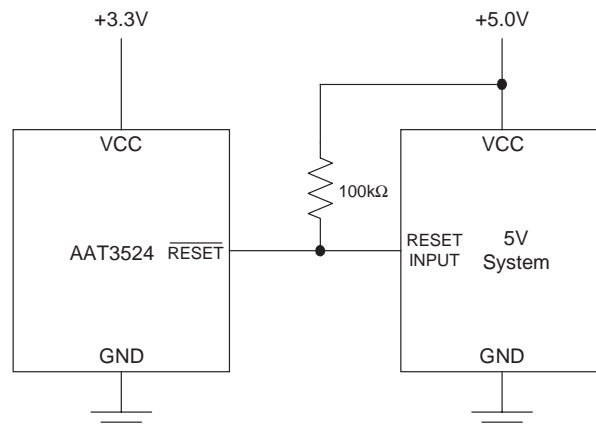 +3.3V
+5.0V
VCC
VCC
100kΩ
AAT3524
RESET
RESET
INPUT
5V
System
GND
GND